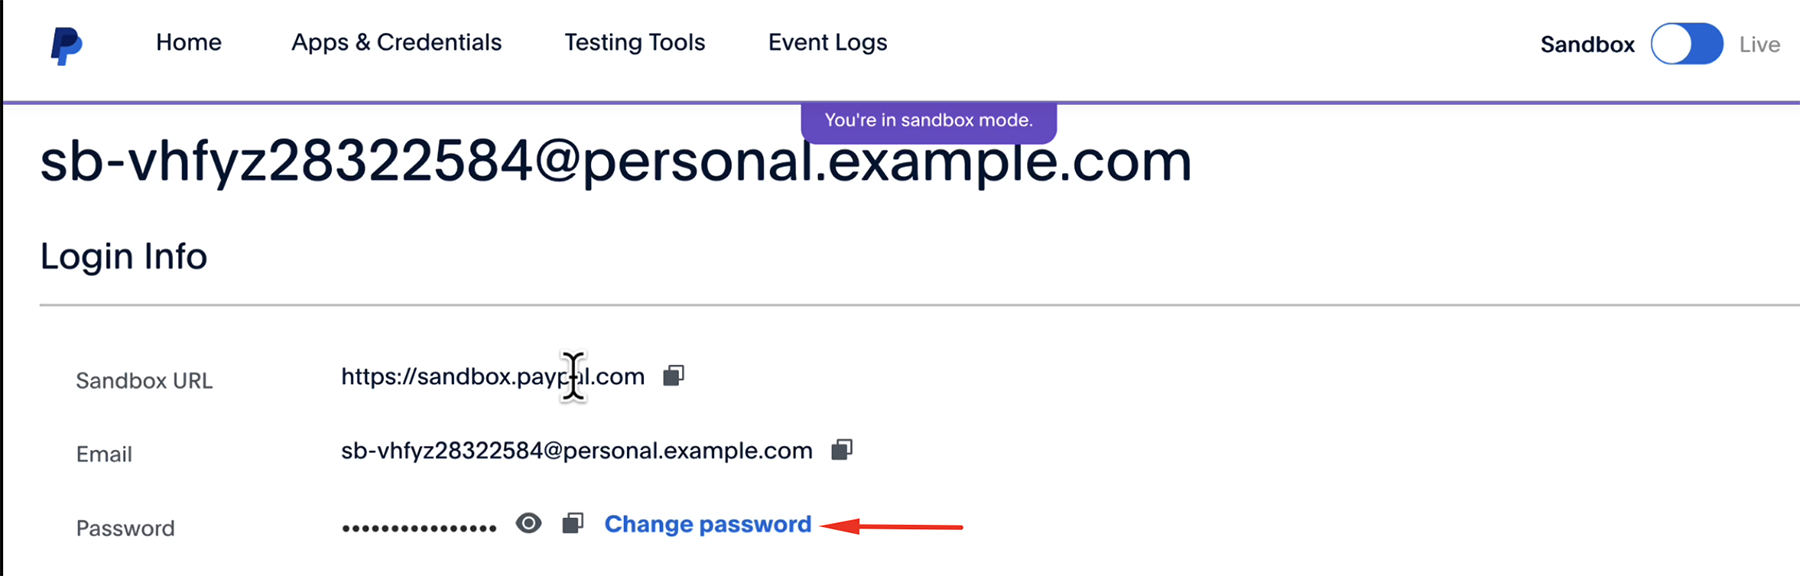 Home Apps & Credentials Testing Tools Event Logs Sandbox Live
You're in sandbox mode.
sb-vhfyz28322584@personal.example.com
Login Info
Sandbox URL https://sandbox.paypal.com
Email sb-vhfyz28322584@personal.example.com
Password •••••••••••••••• Change password